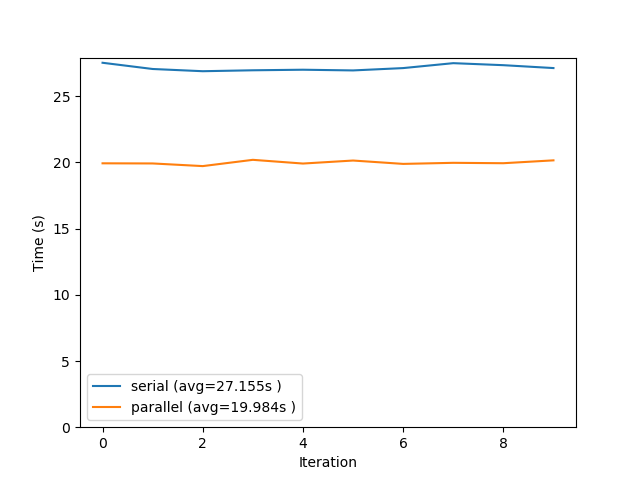 25
20
15
10
5
0
Time (s)
serial (avg=27.155s )
parallel (avg=19.984s )
0 2 4 6 8
Iteration